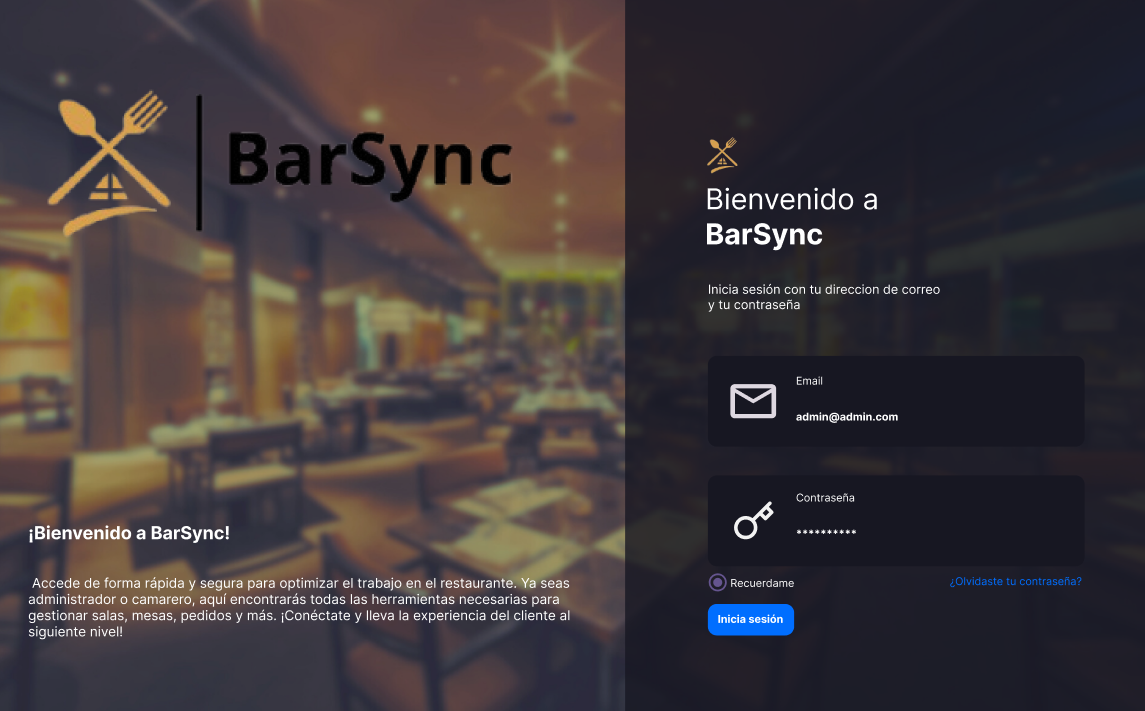 BarSync
¡Bienvenido a BarSync!
Accede de forma rápida y segura para optimizar el trabajo en el restaurante. Ya seas
administrador o camarero, aquí encontrarás todas las herramientas necesarias para
gestionar salas, mesas, pedidos y más. ¡Conéctate y lleva la experiencia del cliente al
siguiente nivel!
Bienvenido a
BarSync
Inicia sesión con tu direccion de correo
y tu contraseña
Email
admin@admin.com
Contraseña
**********
Recuerdame
¿Olvidaste tu contraseña?
Inicia sesión